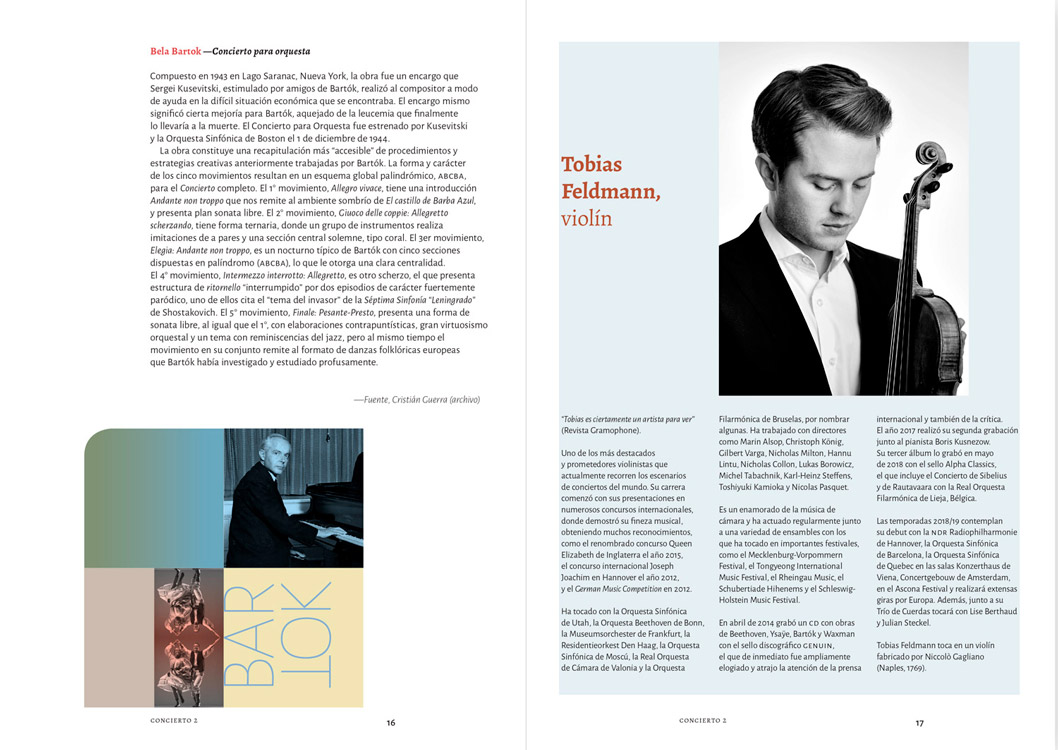 Bela Bartok —Concierto para orquesta
Compuesto en 1943 en Lago Saranac, Nueva York, la obra fue un encargo que
Sergei Kusevitski, estimulado por amigos de Bartók, realizó al compositor a modo
de ayuda en la difícil situación económica que se encontraba. El encargo mismo
significó cierta mejoría para Bartók, aquejado de la leucemia que finalmente
lo llevaría a la muerte. El Concierto para Orquesta fue estrenado por Kusevitski
y la Orquesta Sinfónica de Boston el 1 de diciembre de 1944.
La obra constituye una recapitulación más “accesible” de procedimientos y
estrategias creativas anteriormente trabajadas por Bartók. La forma y carácter
de los cinco movimientos resultan en un esquema global palindrómico, ABCBA,
para el Concierto completo. El 1° movimiento, Allegro vivace, tiene una introducción
Andante non troppo que nos remite al ambiente sombrío de El castillo de Barba Azul,
y presenta plan sonata libre. El 2° movimiento, Giuoco delle coppie: Allegretto
scherzando, tiene forma ternaria, donde un grupo de instrumentos realiza
imitaciones de a pares y una sección central solemne, tipo coral. El 3er movimiento,
Elegia: Andante non troppo, es un nocturno típico de Bartók con cinco secciones
dispuestas en palíndromo (ABCBA), lo que le otorga una clara centralidad.
El 4° movimiento, Intermezzo interrotto: Allegretto, es otro scherzo, el que presenta
estructura de ritornello “interrumpido” por dos episodios de carácter fuertemente
paródico, uno de ellos cita el “tema del invasor” de la Séptima Sinfonía “Leningrado”
de Shostakovich. El 5° movimiento, Finale: Pesante-Presto, presenta una forma de
sonata libre, al igual que el 1°, con elaboraciones contrapuntísticas, gran virtuosismo
orquestal y un tema con reminiscencias del jazz, pero al mismo tiempo el
movimiento en su conjunto remite al formato de danzas folklóricas europeas
que Bartók había investigado y estudiado profusamente.
—Fuente, Cristián Guerra (archivo)
BAR
TOK
CONCIERTO 2
16
Tobias
Feldmann,
violín
“Tobias es ciertamente un artista para ver”
(Revista Gramophone).
Uno de los más destacados
y prometedores violinistas que
actualmente recorren los escenarios
de conciertos del mundo. Su carrera
comenzó con sus presentaciones en
numerosos concursos internacionales,
donde demostró su fineza musical,
obteniendo muchos reconocimientos,
como el renombrado concurso Queen
Elizabeth de Inglaterra el año 2015,
el concurso internacional Joseph
Joachim en Hannover el año 2012,
y el German Music Competition en 2012.
Ha tocado con la Orquesta Sinfónica
de Utah, la Orquesta Beethoven de Bonn,
la Museumsorchester de Frankfurt, la
Residentieorkest Den Haag, la Orquesta
Sinfónica de Moscú, la Real Orquesta
de Cámara de Valonia y la Orquesta
Filarmónica de Bruselas, por nombrar
algunas. Ha trabajado con directores
como Marin Alsop, Christoph König,
Gilbert Varga, Nicholas Milton, Hannu
Lintu, Nicholas Collon, Lukas Borowicz,
Michel Tabachnik, Karl-Heinz Steffens,
Toshiyuki Kamioka y Nicolas Pasquet.
Es un enamorado de la música de
cámara y ha actuado regularmente junto
a una variedad de ensambles con los
que ha tocado en importantes festivales,
como el Mecklenburg-Vorpommern
Festival, el Tongyeong International
Music Festival, el Rheingau Music, el
Schubertiade Hihenems y el Schleswig-
Holstein Music Festival.
En abril de 2014 grabó un CD con obras
de Beethoven, Ysaÿe, Bartók y Waxman
con el sello discográfico GENUIN,
el que de inmediato fue ampliamente
elogiado y atrajo la atención de la prensa
internacional y también de la crítica.
El año 2017 realizó su segunda grabación
junto al pianista Boris Kusnezow.
Su tercer álbum lo grabó en mayo
de 2018 con el sello Alpha Classics,
el que incluye el Concierto de Sibelius
y de Rautavaara con la Real Orquesta
Filarmónica de Lieja, Bélgica.
Las temporadas 2018/19 contemplan
su debut con la NDR Radiophilharmonie
de Hannover, la Orquesta Sinfónica
de Barcelona, la Orquesta Sinfónica
de Quebec en las salas Konzerthaus de
Viena, Concertgebouw de Amsterdam,
en el Ascona Festival y realizará extensas
giras por Europa. Además, junto a su
Trío de Cuerdas tocará con Lise Berthaud
y Julian Steckel.
Tobias Feldmann toca en un violín
fabricado por Niccolò Gagliano
(Naples, 1769).
CONCIERTO 2
17